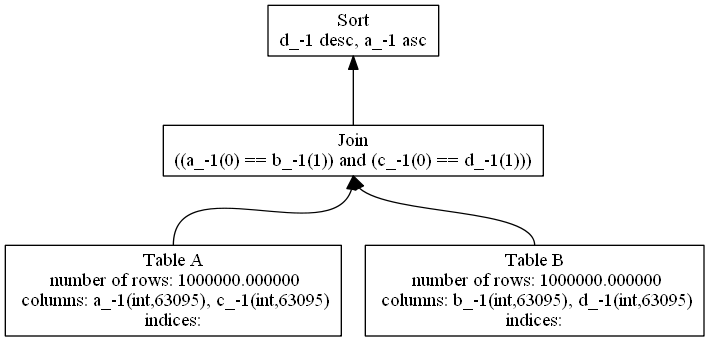 Sort
d_-1 desc, a_-1 asc
Join
((a_-1(0) == b_-1(1)) and (c_-1(0) == d_-1(1)))
Table A
number of rows: 1000000.000000
columns: a_-1(int,63095), c_-1(int,63095)
indices:
Table B
number of rows: 1000000.000000
columns: b_-1(int,63095), d_-1(int,63095)
indices: